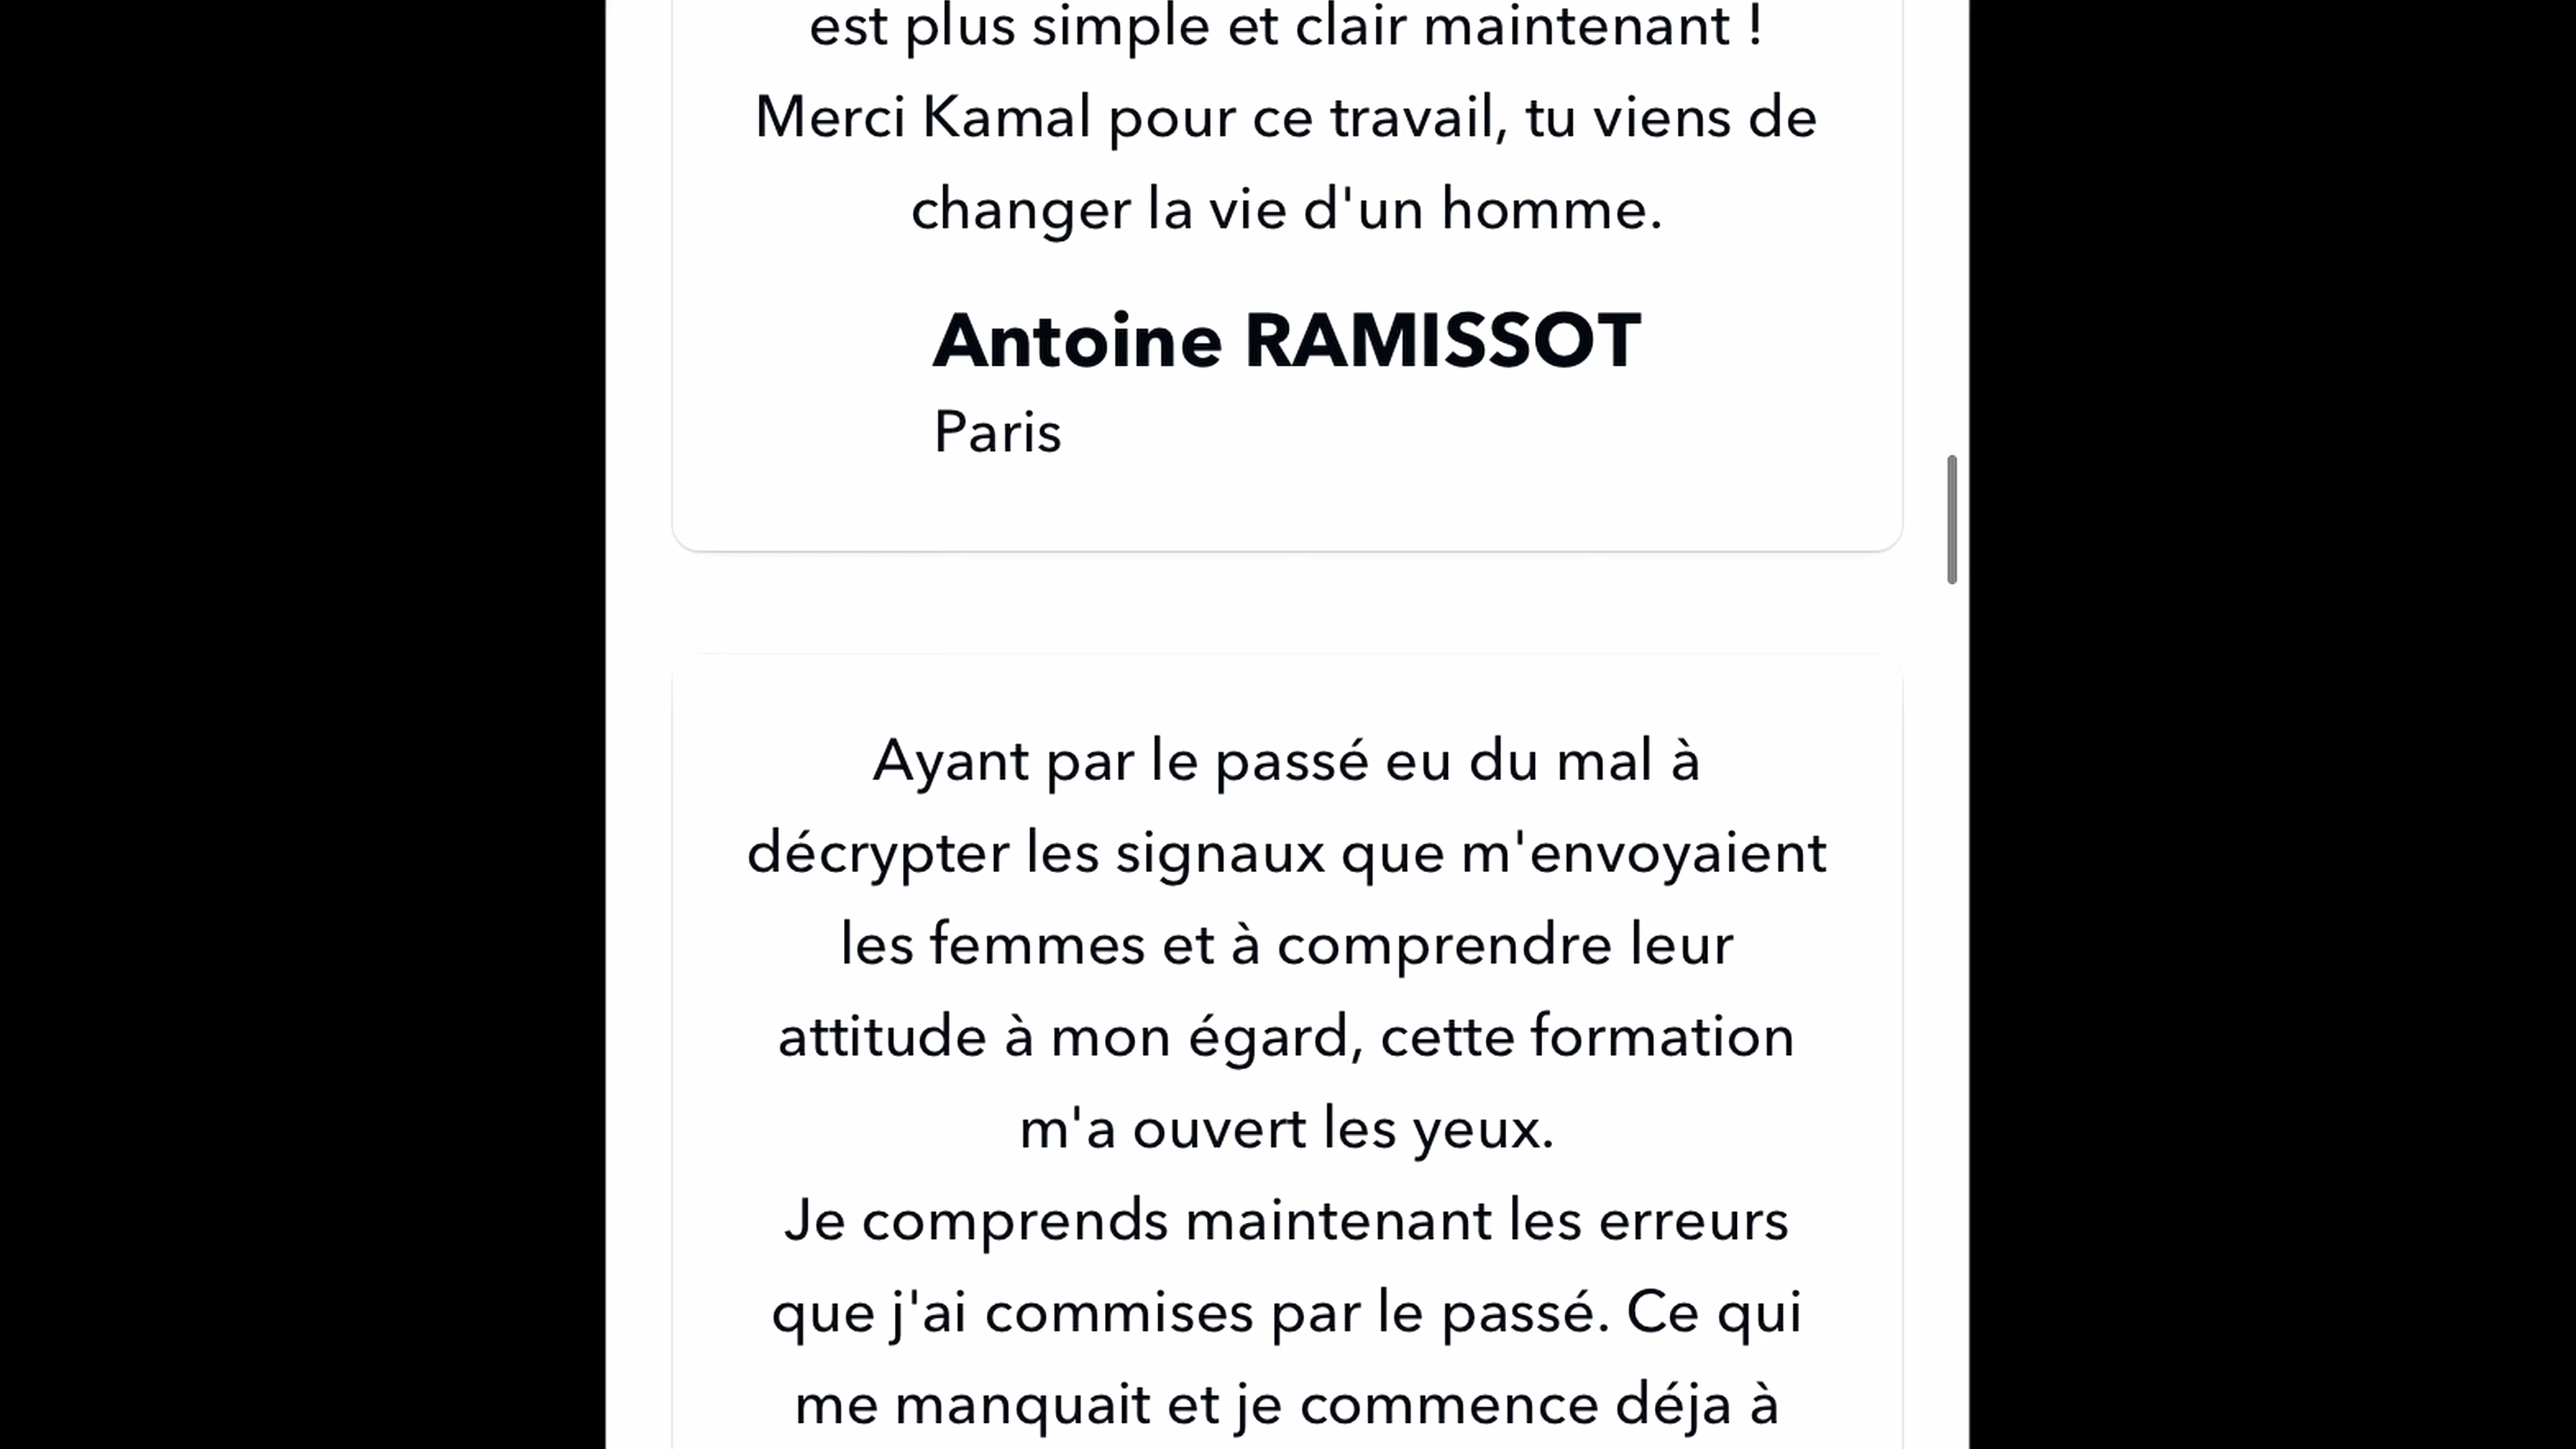 est plus simple et clair maintenant !
Merci Kamal pour ce travail, tu viens de
changer la vie d'un homme.
Antoine RAMISSOT
Paris
Ayant par le passé eu du mal à
décrypter les signaux que m'envoyaient
les femmes et à comprendre leur
attitude à mon égard, cette formation
m'a ouvert les yeux.
Je comprends maintenant les erreurs
que j'ai commises par le passé. Ce qui
me manquait et je commence déja à